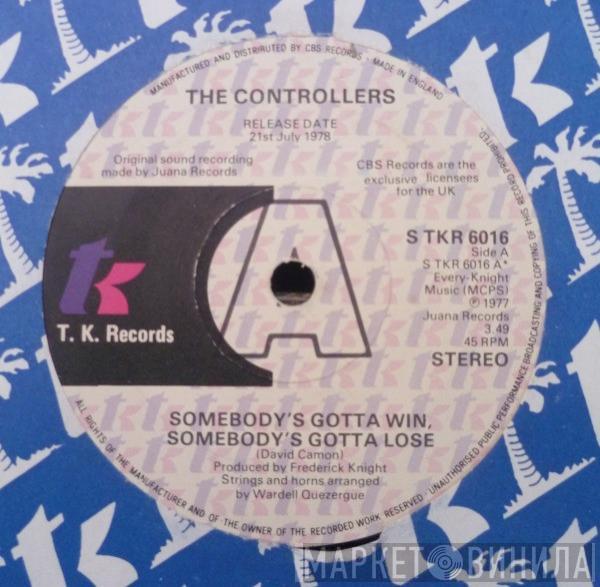 MANUFACTURED AND DISTRIBUTED BY CBS RECORDS · MADE IN ENGLAND
THE CONTROLLERS
RELEASE DATE
21st July 1978
Original sound recording
made by Juana Records
CBS Records are the
exclusive licensees
for the UK
tk
T. K. Records
A
S TKR 6016
Side A
S TKR 6016 A*
Every-Knight
Music (MCPS)
℗ 1977
Juana Records
3.49
45 RPM
STEREO
SOMEBODY'S GOTTA WIN,
SOMEBODY'S GOTTA LOSE
(David Camon)
Produced by Frederick Knight
Strings and horns arranged
by Wardell Quezergue
ALL RIGHTS OF THE MANUFACTURER AND OF THE OWNER OF THE RECORDED WORK RESERVED – UNAUTHORISED PUBLIC PERFORMANCE BROADCASTING AND COPYING OF THIS RECORD PROHIBITED.
МАРКЕТ ВИНИЛА